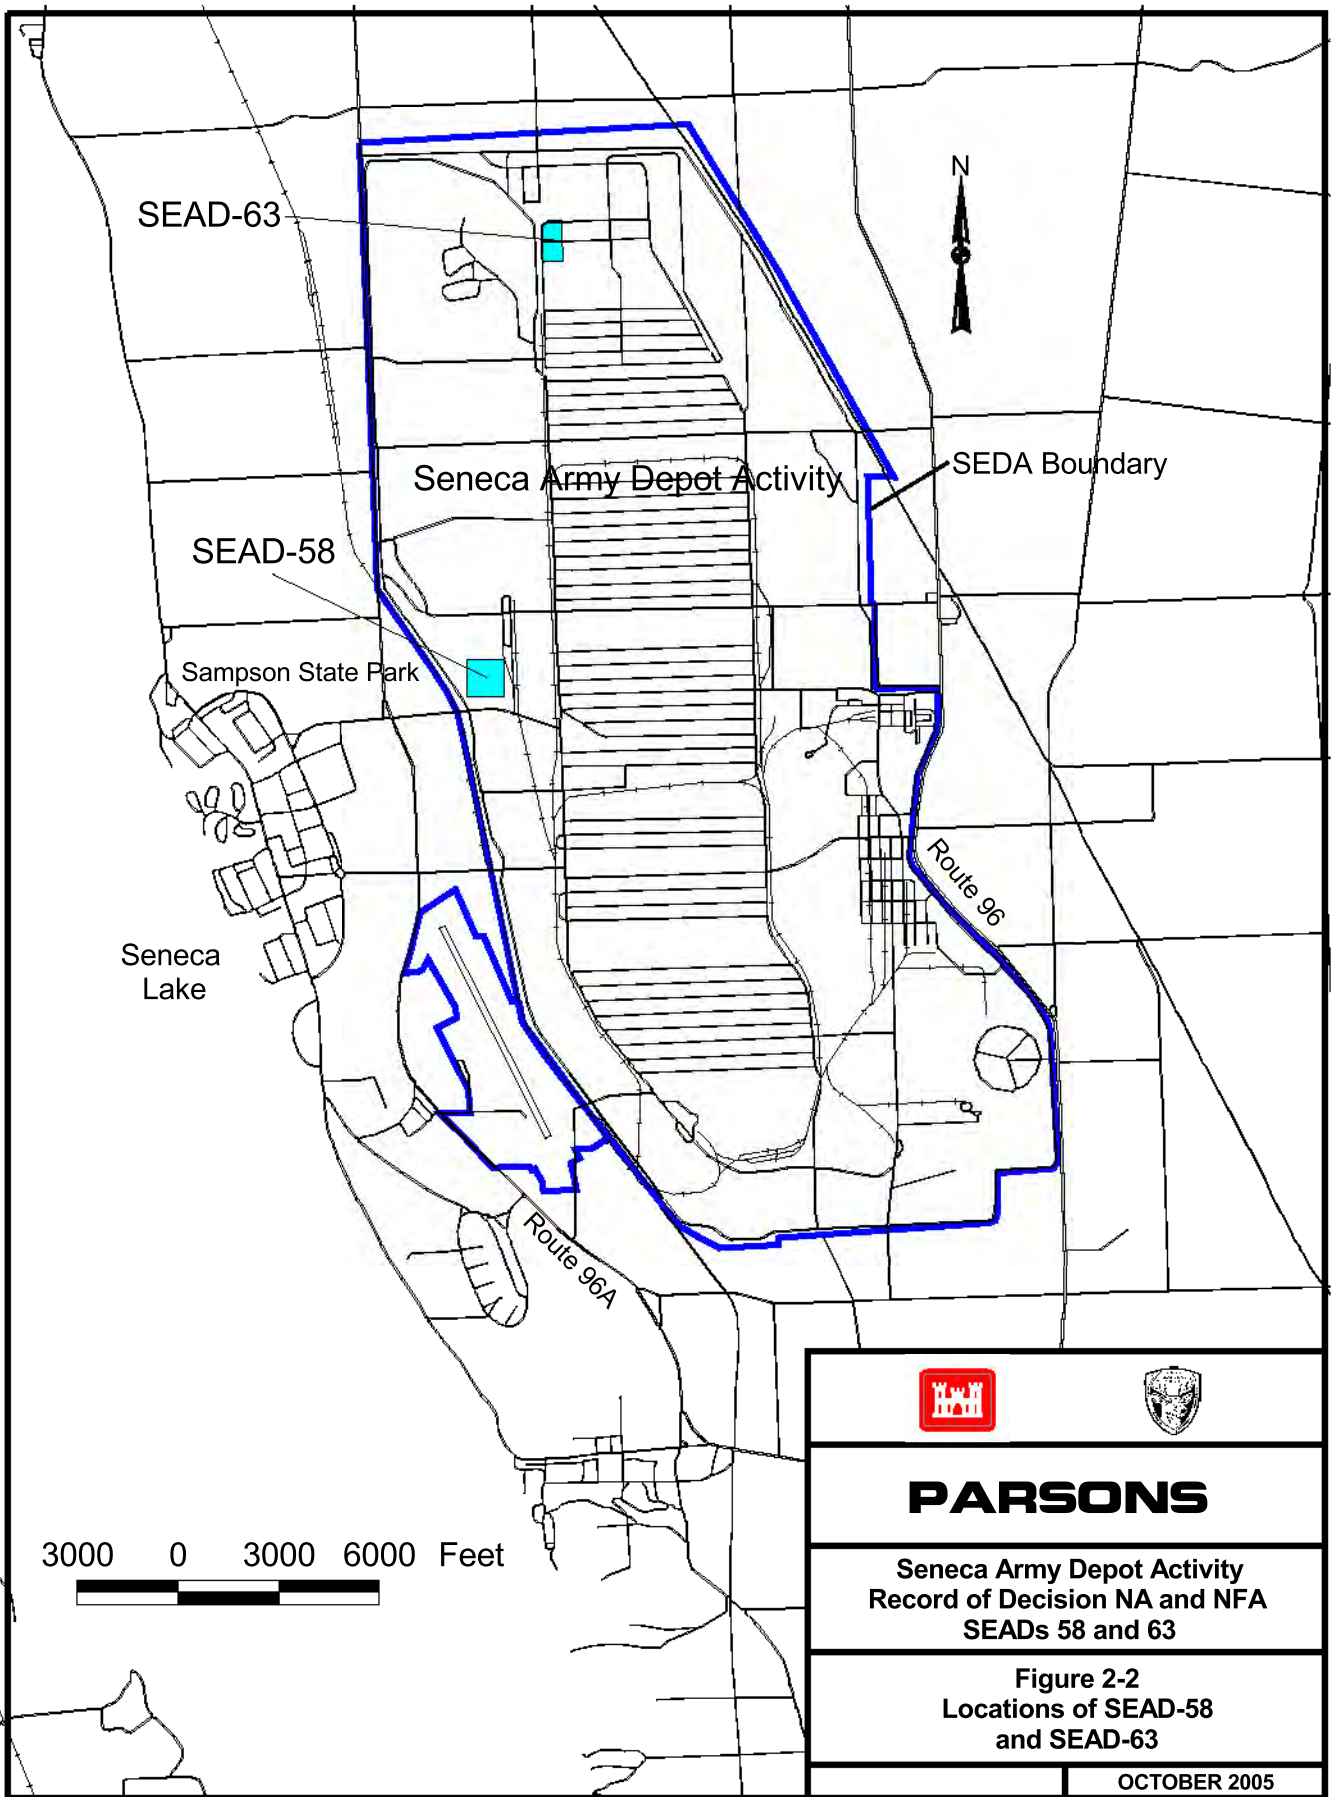 N
SEAD-63
SEDA Boundary
Seneca Army Depot Activity
SEAD-58
Sampson State Park
Route 96
Seneca
Lake
Route 96A
3000 0 3000 6000 Feet
PARSONS
Seneca Army Depot Activity
Record of Decision NA and NFA
SEADs 58 and 63
Figure 2-2
Locations of SEAD-58
and SEAD-63
OCTOBER 2005